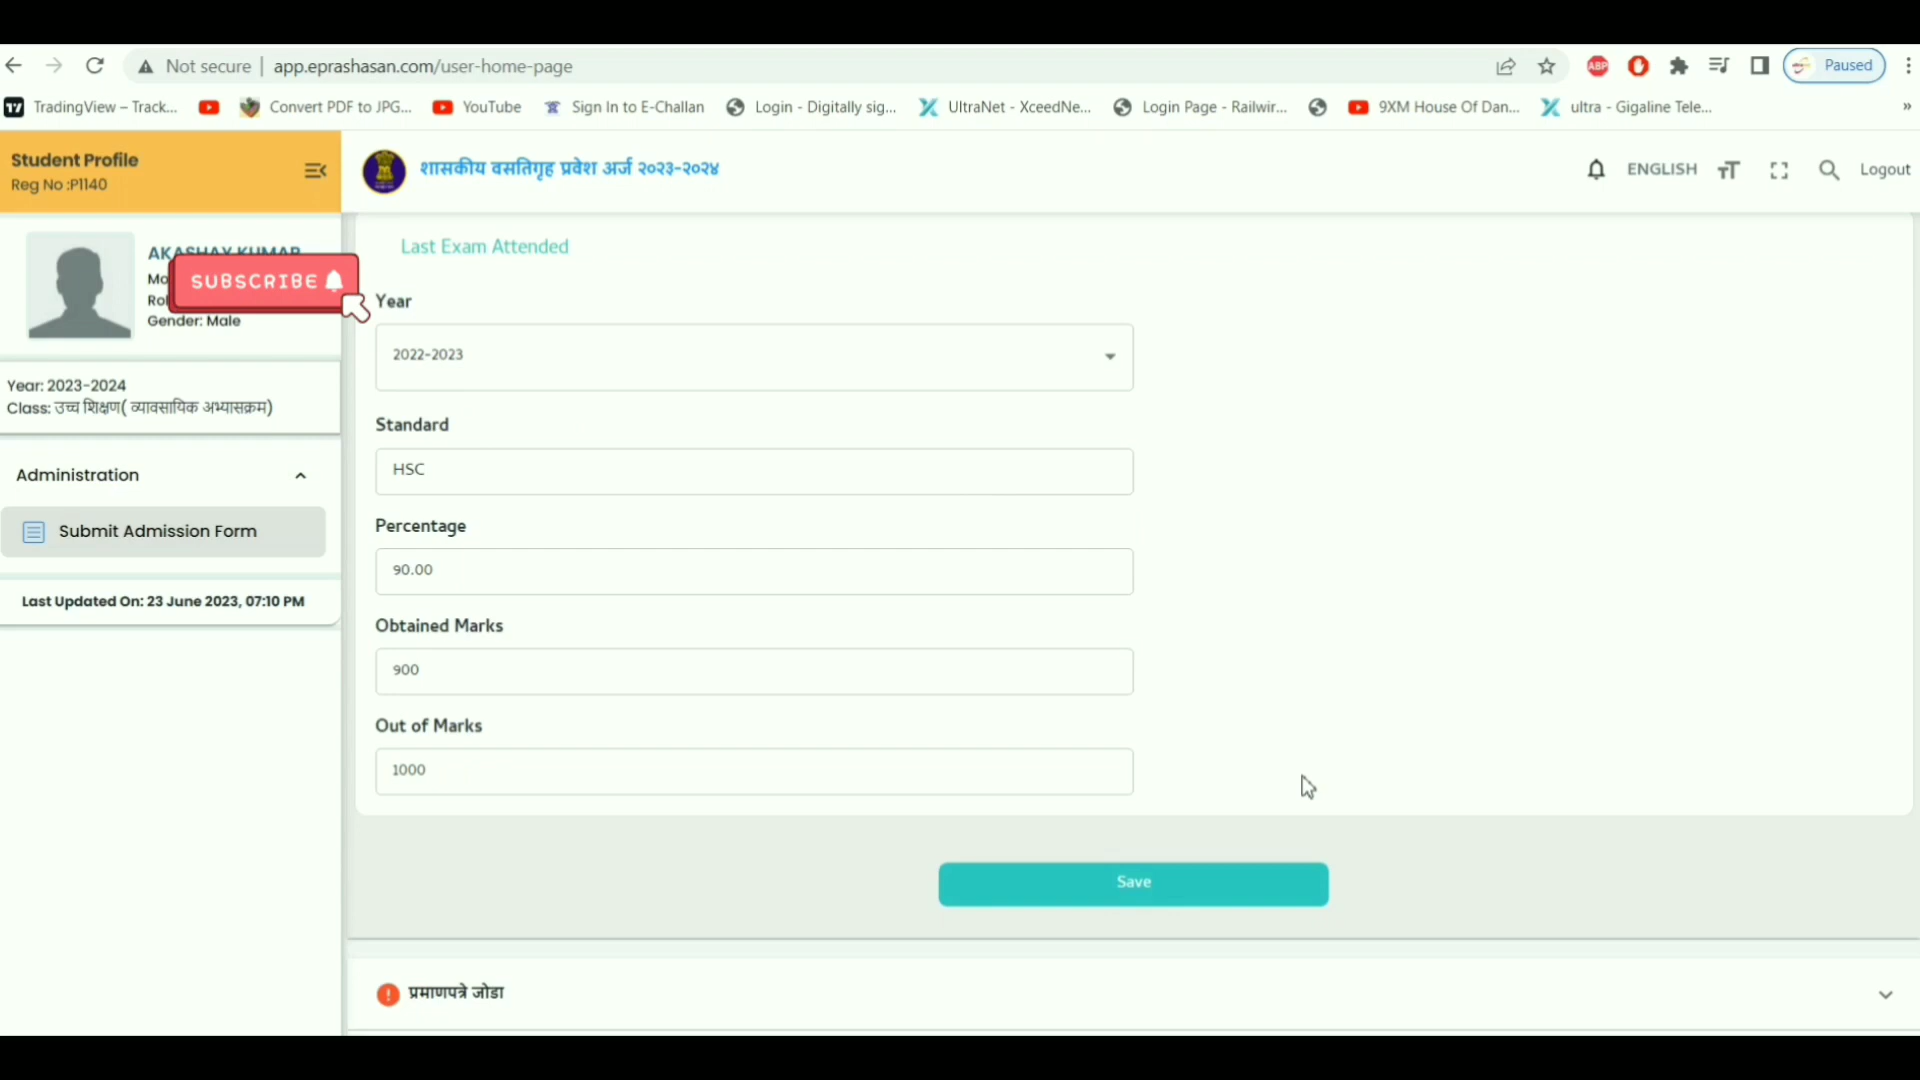 Not secure | app.eprashasan.com/user-home-page
ABP
Paused
TradingView – Track...
Convert PDF to JPG...
YouTube
Sign In to E-Challan
Login - Digitally sig...
UltraNet - XceedNe...
Login Page - Railwir...
9XM House Of Dan...
ultra - Gigaline Tele...
»
Student Profile
Reg No :P1140
शासकीय वसतिगृह प्रवेश अर्ज २०२३-२०२४
ENGLISH
Logout
AKASHAY KUMAR
Mo
Rol
SUBSCRIBE
Gender: Male
Year: 2023-2024
Class: उच्च शिक्षण( व्यावसायिक अभ्यासक्रम)
Administration
Submit Admission Form
Last Updated On: 23 June 2023, 07:10 PM
Last Exam Attended
Year
2022-2023
Standard
HSC
Percentage
90.00
Obtained Marks
900
Out of Marks
1000
Save
प्रमाणपत्रे जोडा